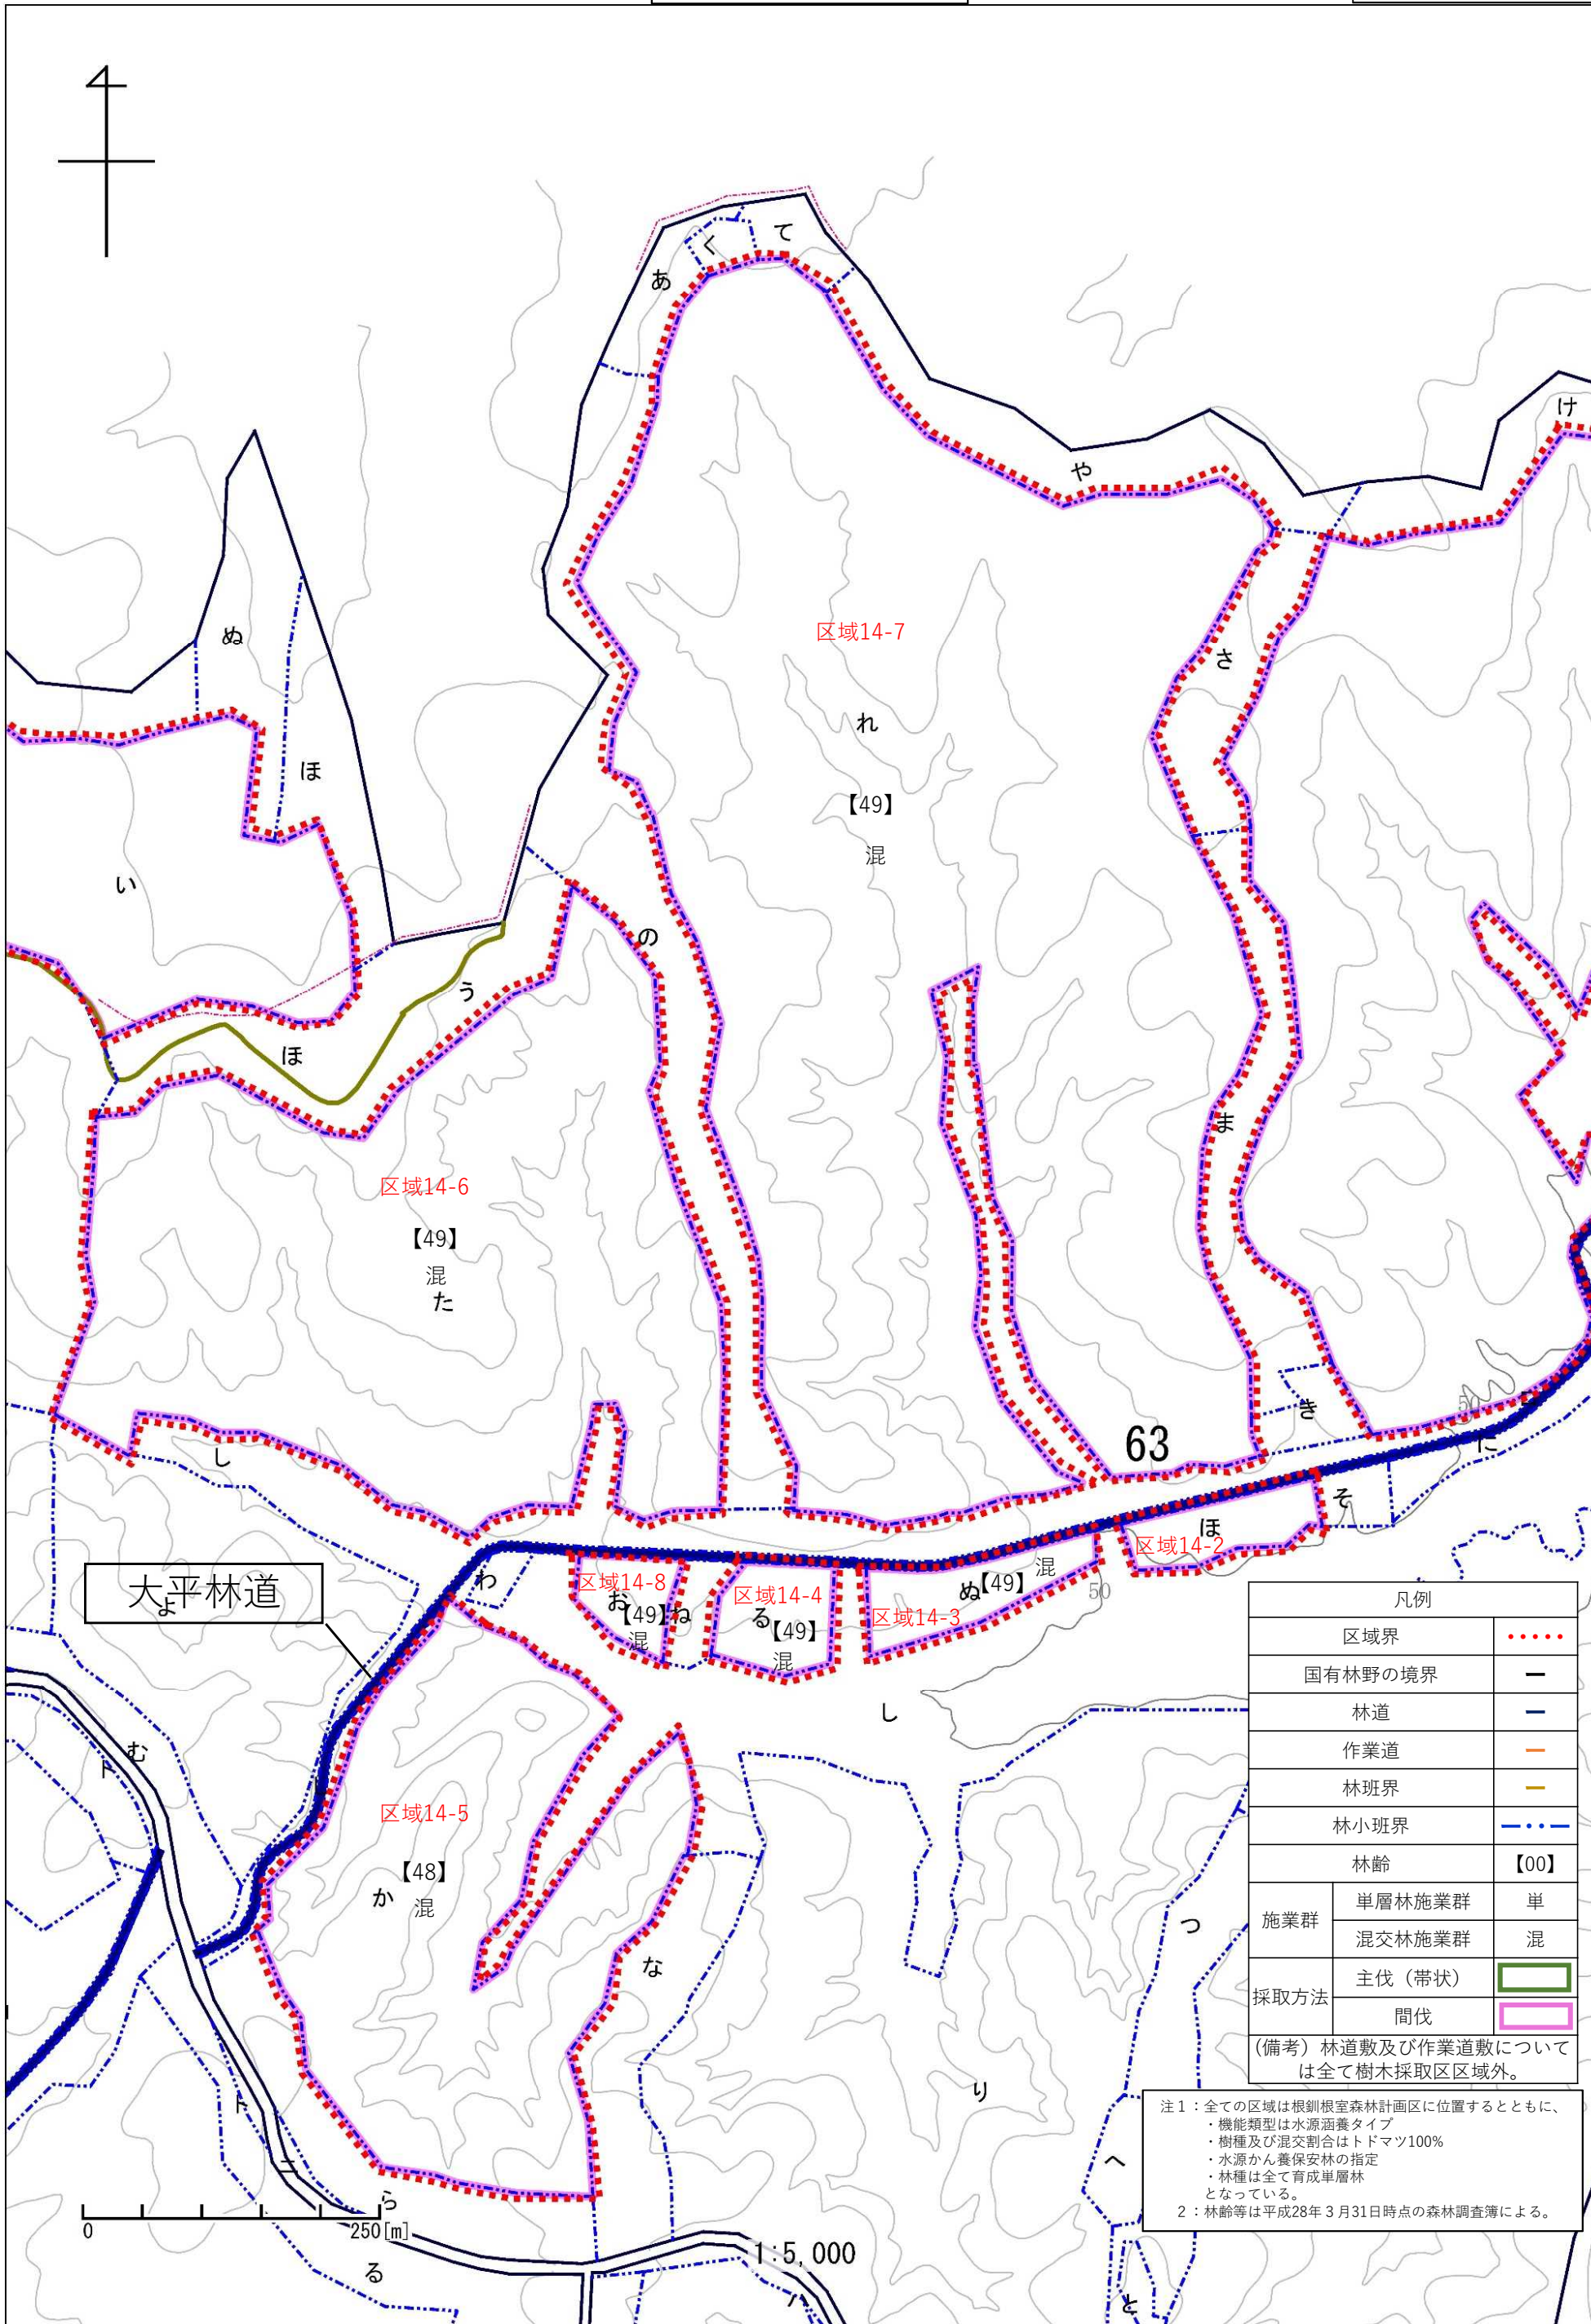 て
く
あ
け
や
区域14-7
ぬ
さ
れ
ほ
【49】
混
い
の
う
ほ
ま
区域14-6
【49】
混
た
き
50
63
し
に
そ
ほ
区域14-2
混
わ
区域14-8
お
【49】
ね
混
区域14-4
る
【49】
混
ぬ
【49】
区域14-3
50
大平林道
よ
し
む
ト
区域14-5
【48】
か
混
つ
な
り
へ
ト
ニ
ら
0
250[m]
1:5,000
る
ハ
と
凡例
区域界
国有林野の境界
林道
作業道
林班界
林小班界
林齢 【00】
施業群
単層林施業群 単
混交林施業群 混
採取方法
主伐（帯状）
間伐
(備考）林道敷及び作業道敷について
は全て樹木採取区区域外。
注１：全ての区域は根釧根室森林計画区に位置するとともに、
・機能類型は水源涵養タイプ
・樹種及び混交割合はトドマツ100%
・水源かん養保安林の指定
・林種は全て育成単層林
となっている。
２：林齢等は平成28年３月31日時点の森林調査簿による。